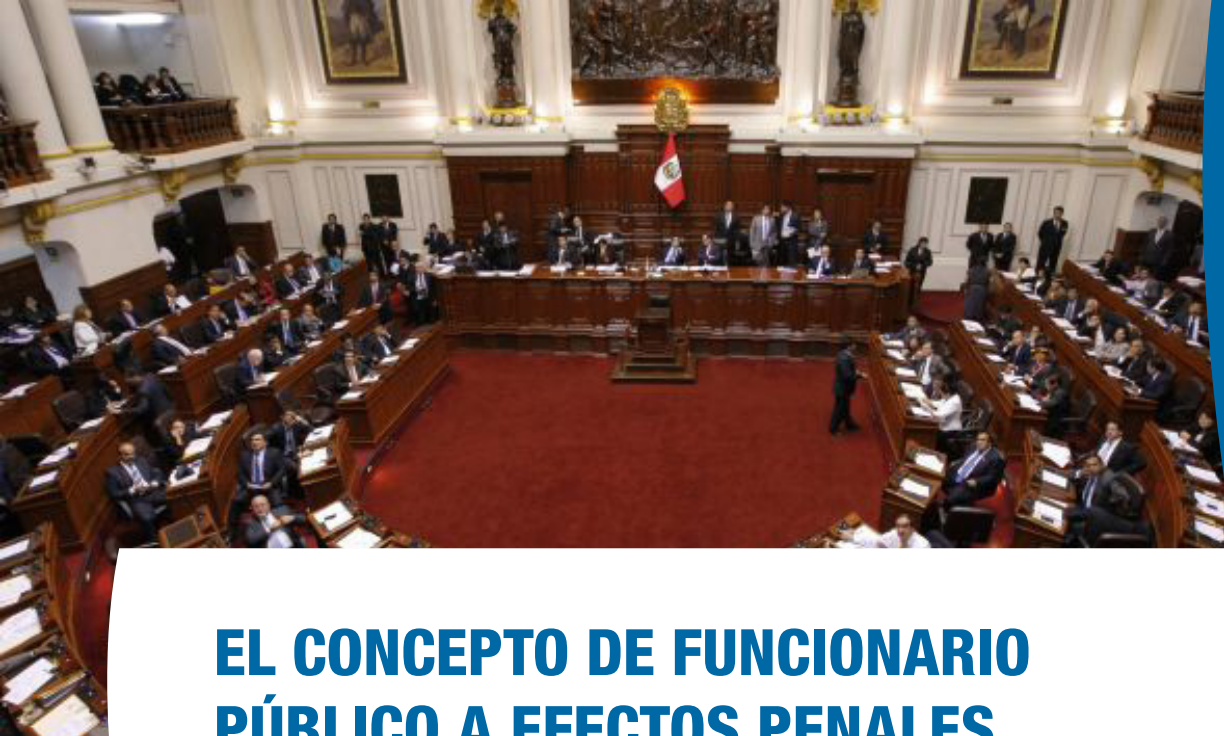 EL CONCEPTO DE FUNCIONARIO
PÚBLICO A EFECTOS PENALES